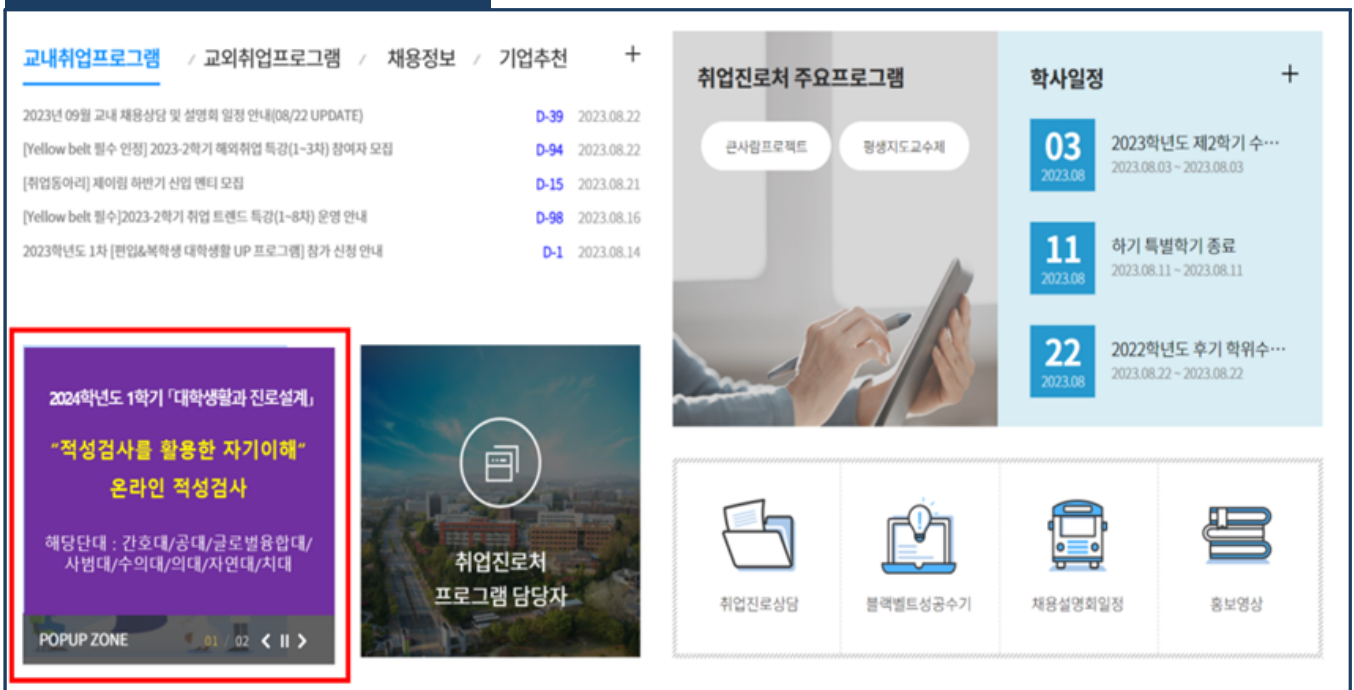 교내취업프로그램 / 교외취업프로그램 / 채용정보 / 기업추천 +
2023년 09월 교내 채용상담 및 설명회 일정 안내(08/22 UPDATE) D-39 2023.08.22
[Yellow belt 필수 인정] 2023-2학기 해외취업 특강(1~3차) 참여자 모집 D-94 2023.08.22
[취업동아리] 제이림 하반기 신입 멘티 모집 D-15 2023.08.21
[Yellow belt 필수]2023-2학기 취업 트렌드 특강(1~8차) 운영 안내 D-98 2023.08.16
2023학년도 1차 [편입&복학생 대학생활 UP 프로그램] 참가 신청 안내 D-1 2023.08.14
취업진로처 주요프로그램
큰사람프로젝트 평생지도교수제
학사일정 +
03
2023.08
2023학년도 제2학기 수…
2023.08.03 ~ 2023.08.03
11
2023.08
하기 특별학기 종료
2023.08.11 ~ 2023.08.11
22
2023.08
2022학년도 후기 학위수…
2023.08.22 ~ 2023.08.22
2024학년도 1학기 「대학생활과 진로설계」
"적성검사를 활용한 자기이해"
온라인 적성검사
해당단대 : 간호대/공대/글로벌융합대/
사범대/수의대/의대/자연대/치대
POPUP ZONE 01 / 02
취업진로처
프로그램 담당자
취업진로상담
블랙벨트성공수기
채용설명회일정
홍보영상